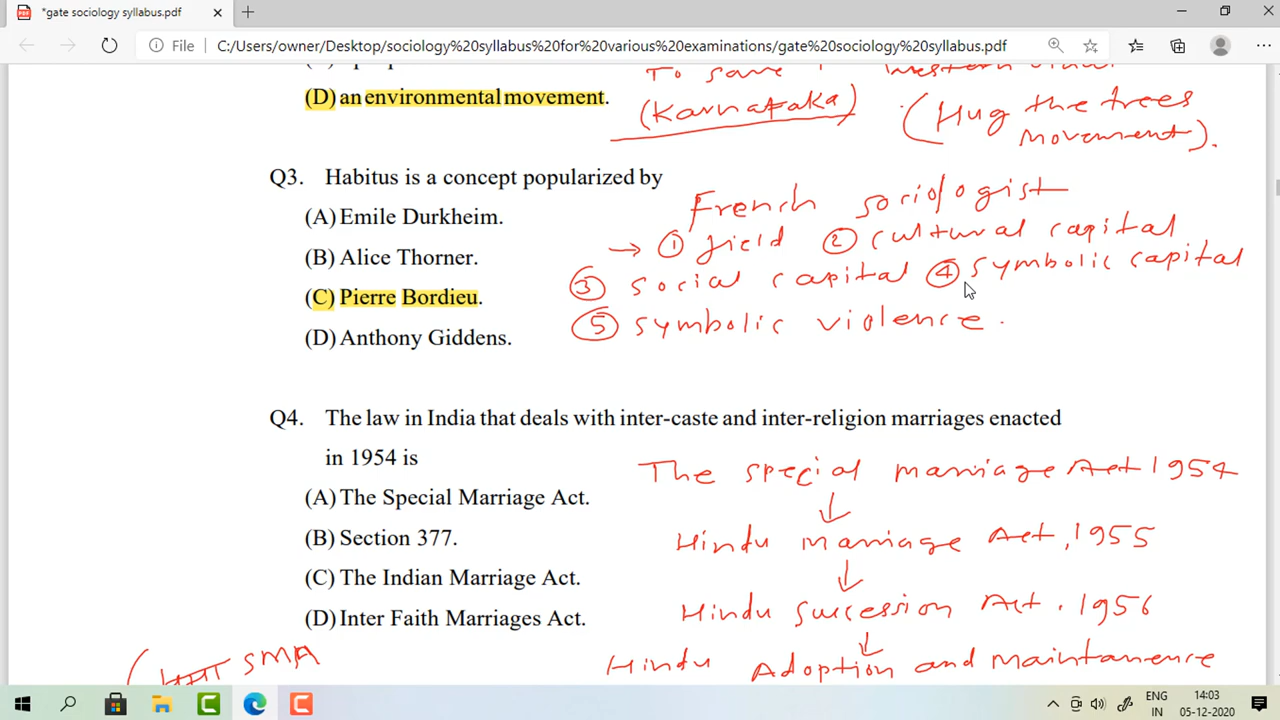 *gate sociology syllabus.pdf
File C:/Users/owner/Desktop/sociology%20syllabus%20for%20various%20examinations/gate%20sociology%20syllabus.pdf
To save
(D) an environmental movement.
(Karnataka)
(Hug the trees
movement).
Q3. Habitus is a concept popularized by
French sociologist
(A) Emile Durkheim.
→ ① field ② cultural capital
(B) Alice Thorner.
③ social capital ④ symbolic capital
(C) Pierre Bordieu.
⑤ symbolic violence.
(D) Anthony Giddens.
Q4. The law in India that deals with inter-caste and inter-religion marriages enacted
in 1954 is
The special marriage Act 1954
(A) The Special Marriage Act.
(B) Section 377.
Hindu marriage Act, 1955
(C) The Indian Marriage Act.
Hindu succession Act. 1956
(D) Inter Faith Marriages Act.
SMA
Hindu Adoption and maintanence
ENG
IN
14:03
05-12-2020